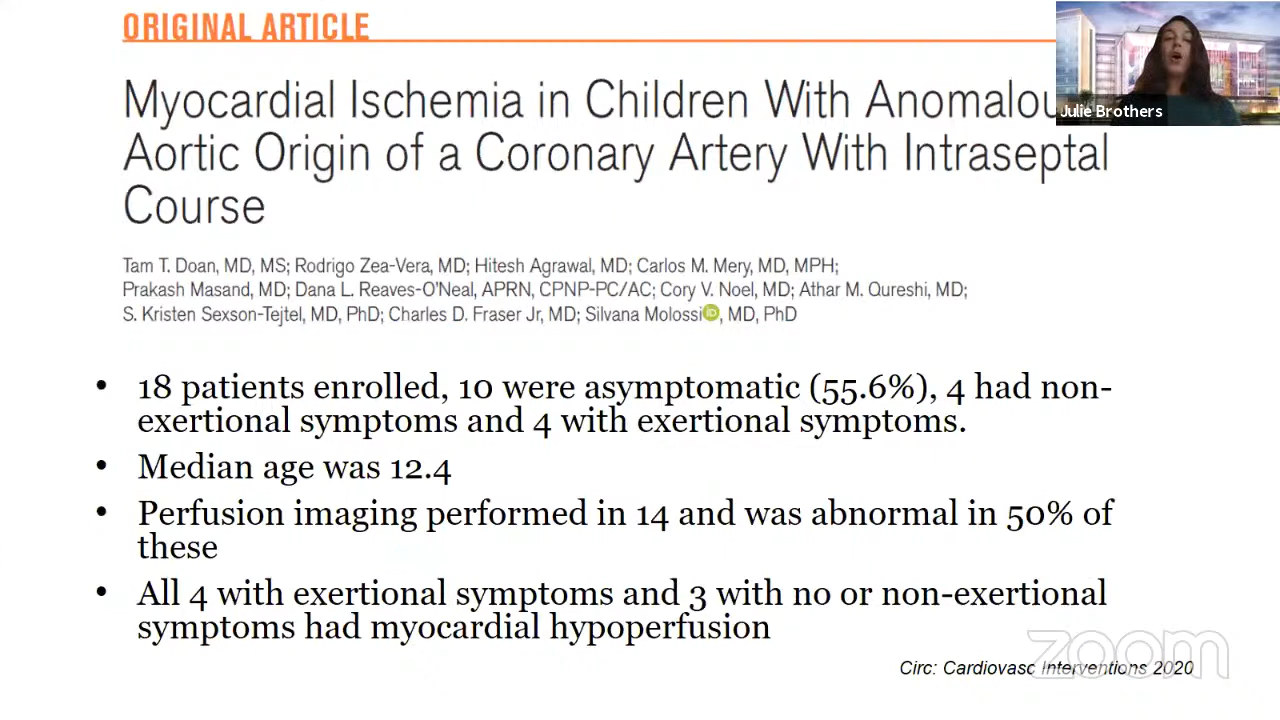 ORIGINAL ARTICLE
Julie Brothers
Myocardial Ischemia in Children With Anomalou
Aortic Origin of a Coronary Artery With Intraseptal
Course
Tam T. Doan, MD, MS; Rodrigo Zea-Vera, MD; Hitesh Agrawal, MD; Carlos M. Mery, MD, MPH;
Prakash Masand, MD; Dana L. Reaves-O'Neal, APRN, CPNP-PC/AC; Cory V. Noel, MD; Athar M. Qureshi, MD;
S. Kristen Sexson-Tejtel, MD, PhD; Charles D. Fraser Jr, MD; Silvana Molossi iD, MD, PhD
• 18 patients enrolled, 10 were asymptomatic (55.6%), 4 had non-
exertional symptoms and 4 with exertional symptoms.
• Median age was 12.4
• Perfusion imaging performed in 14 and was abnormal in 50% of
these
• All 4 with exertional symptoms and 3 with no or non-exertional
symptoms had myocardial hypoperfusion
Circ: Cardiovasc Interventions 2020
zoom